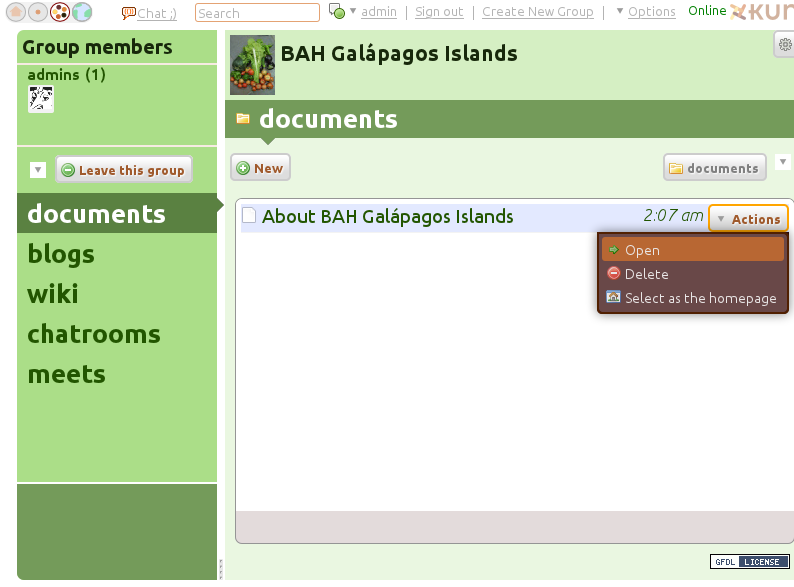 Chat ;) Search admin | Sign out | Create New Group | Options Online kur
Group members
admins (1)
Leave this group
documents
blogs
wiki
chatrooms
meets
BAH Galápagos Islands
documents
New documents
About BAH Galápagos Islands 2:07 am Actions
Open
Delete
Select as the homepage
GFDL LICENSE